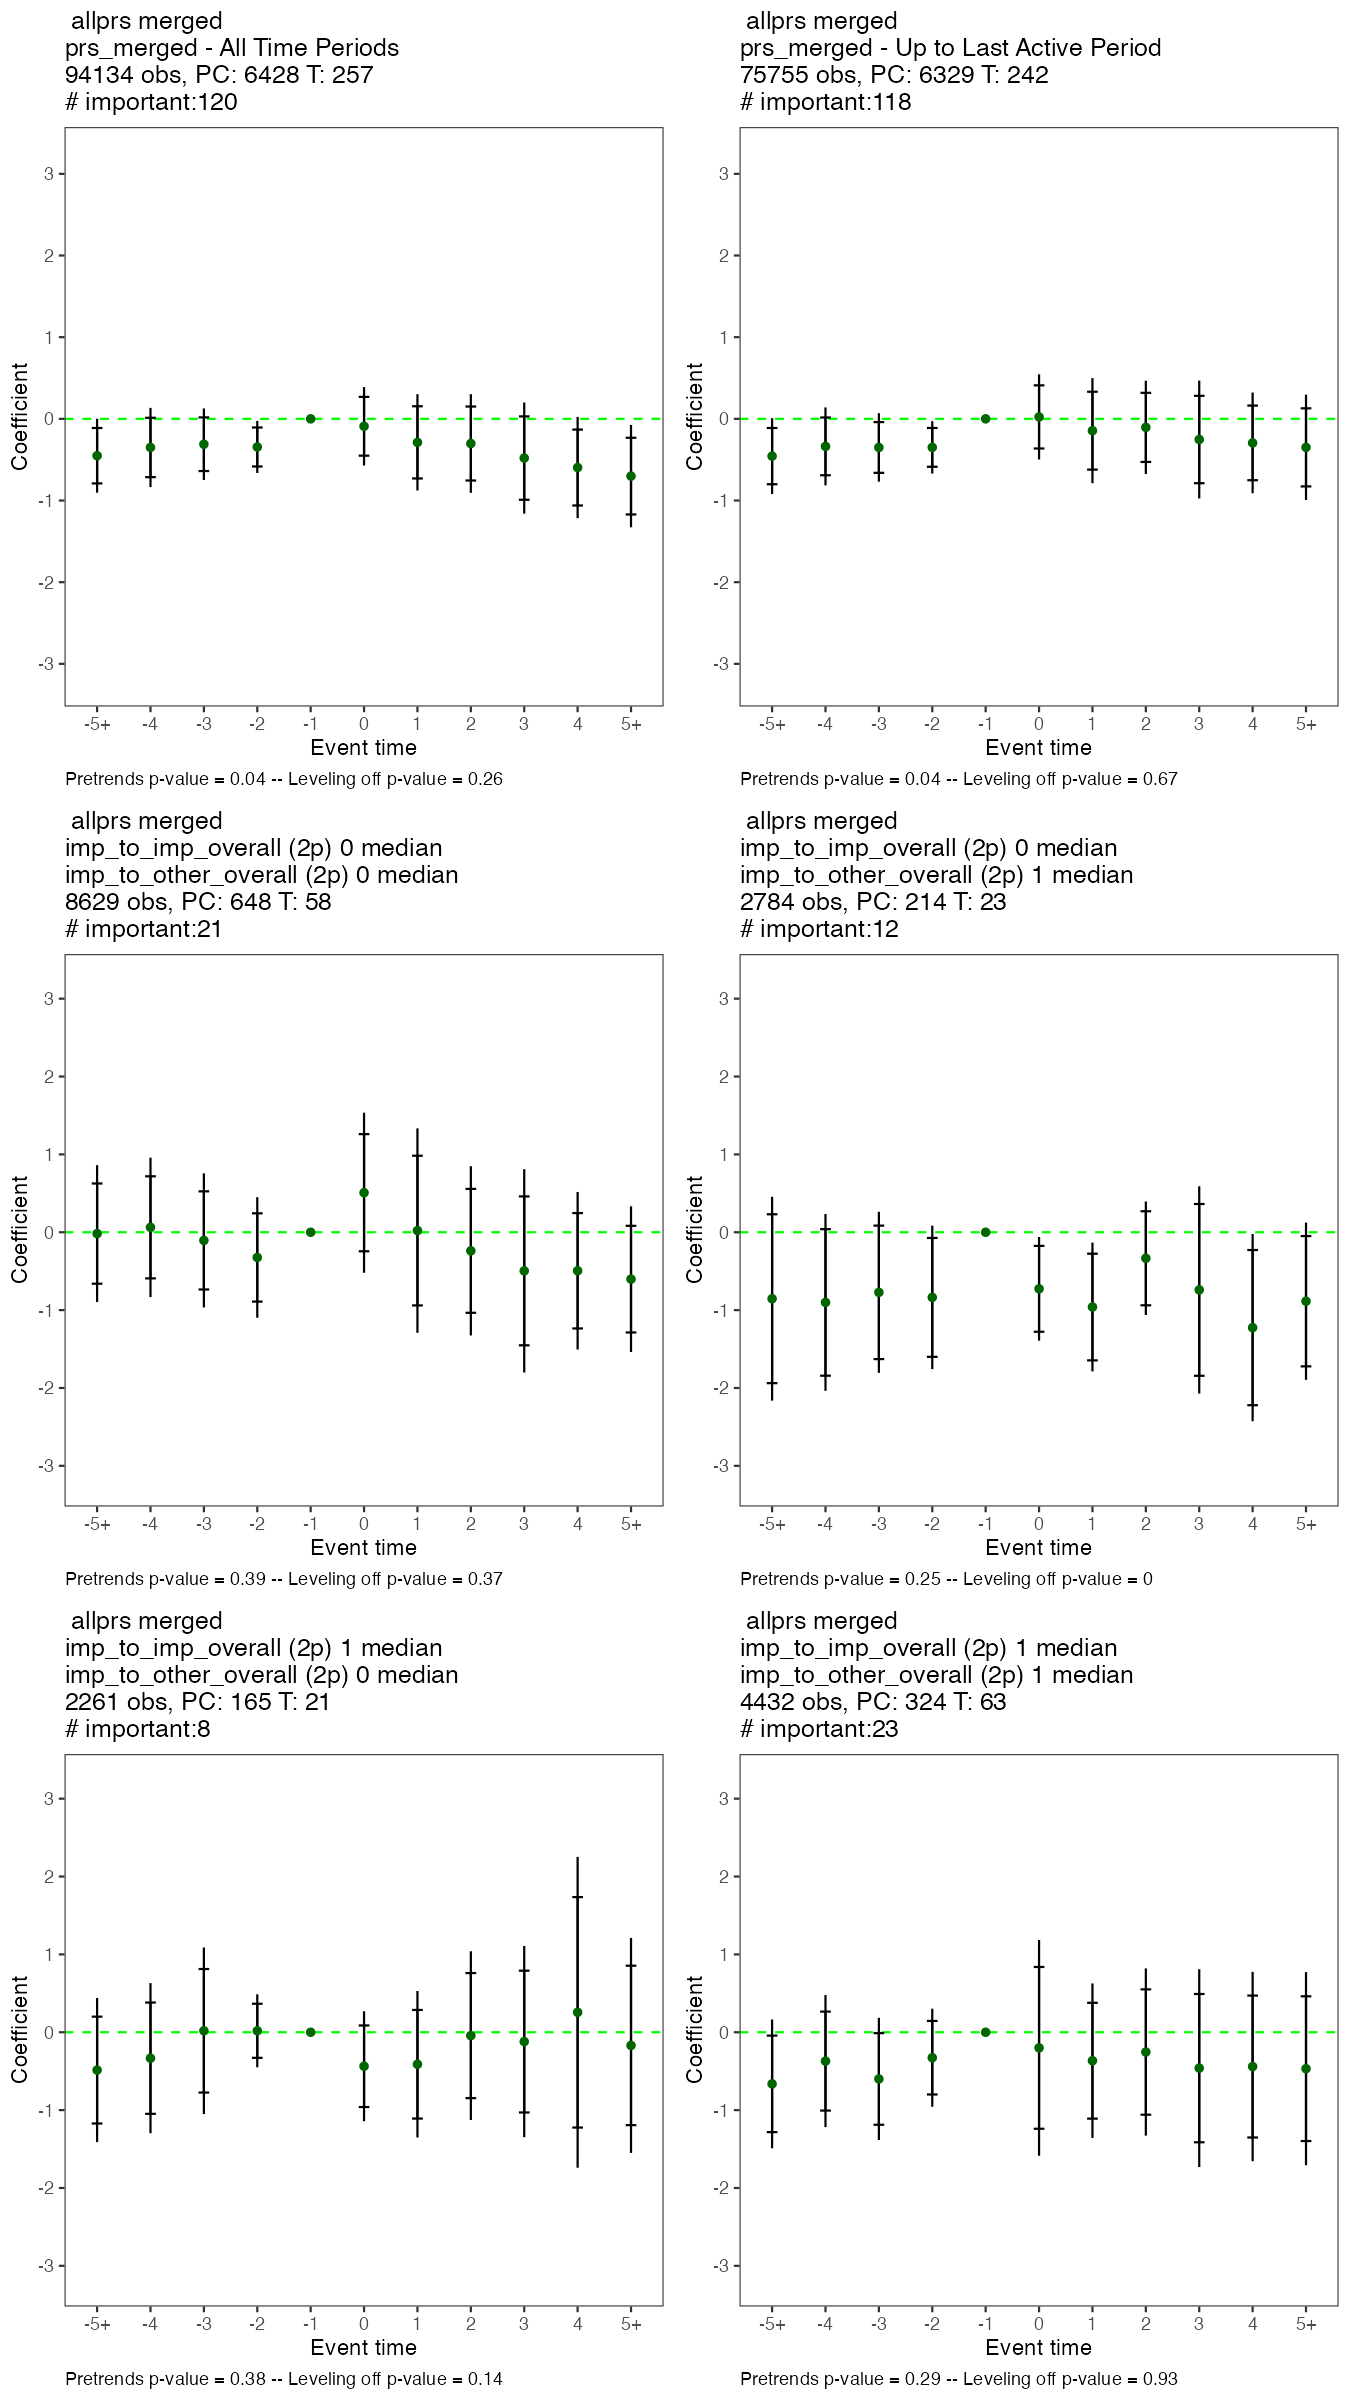 allprs merged
prs_merged - All Time Periods
94134 obs, PC: 6428 T: 257
# important:120
Coefficient
3
2
1
0
-1
-2
-3
-5+ -4 -3 -2 -1 0 1 2 3 4 5+
Event time
Pretrends p-value = 0.04 -- Leveling off p-value = 0.26
allprs merged
prs_merged - Up to Last Active Period
75755 obs, PC: 6329 T: 242
# important:118
Coefficient
3
2
1
0
-1
-2
-3
-5+ -4 -3 -2 -1 0 1 2 3 4 5+
Event time
Pretrends p-value = 0.04 -- Leveling off p-value = 0.67
allprs merged
imp_to_imp_overall (2p) 0 median
imp_to_other_overall (2p) 0 median
8629 obs, PC: 648 T: 58
# important:21
Coefficient
3
2
1
0
-1
-2
-3
-5+ -4 -3 -2 -1 0 1 2 3 4 5+
Event time
Pretrends p-value = 0.39 -- Leveling off p-value = 0.37
allprs merged
imp_to_imp_overall (2p) 0 median
imp_to_other_overall (2p) 1 median
2784 obs, PC: 214 T: 23
# important:12
Coefficient
3
2
1
0
-1
-2
-3
-5+ -4 -3 -2 -1 0 1 2 3 4 5+
Event time
Pretrends p-value = 0.25 -- Leveling off p-value = 0
allprs merged
imp_to_imp_overall (2p) 1 median
imp_to_other_overall (2p) 0 median
2261 obs, PC: 165 T: 21
# important:8
Coefficient
3
2
1
0
-1
-2
-3
-5+ -4 -3 -2 -1 0 1 2 3 4 5+
Event time
Pretrends p-value = 0.38 -- Leveling off p-value = 0.14
allprs merged
imp_to_imp_overall (2p) 1 median
imp_to_other_overall (2p) 1 median
4432 obs, PC: 324 T: 63
# important:23
Coefficient
3
2
1
0
-1
-2
-3
-5+ -4 -3 -2 -1 0 1 2 3 4 5+
Event time
Pretrends p-value = 0.29 -- Leveling off p-value = 0.93